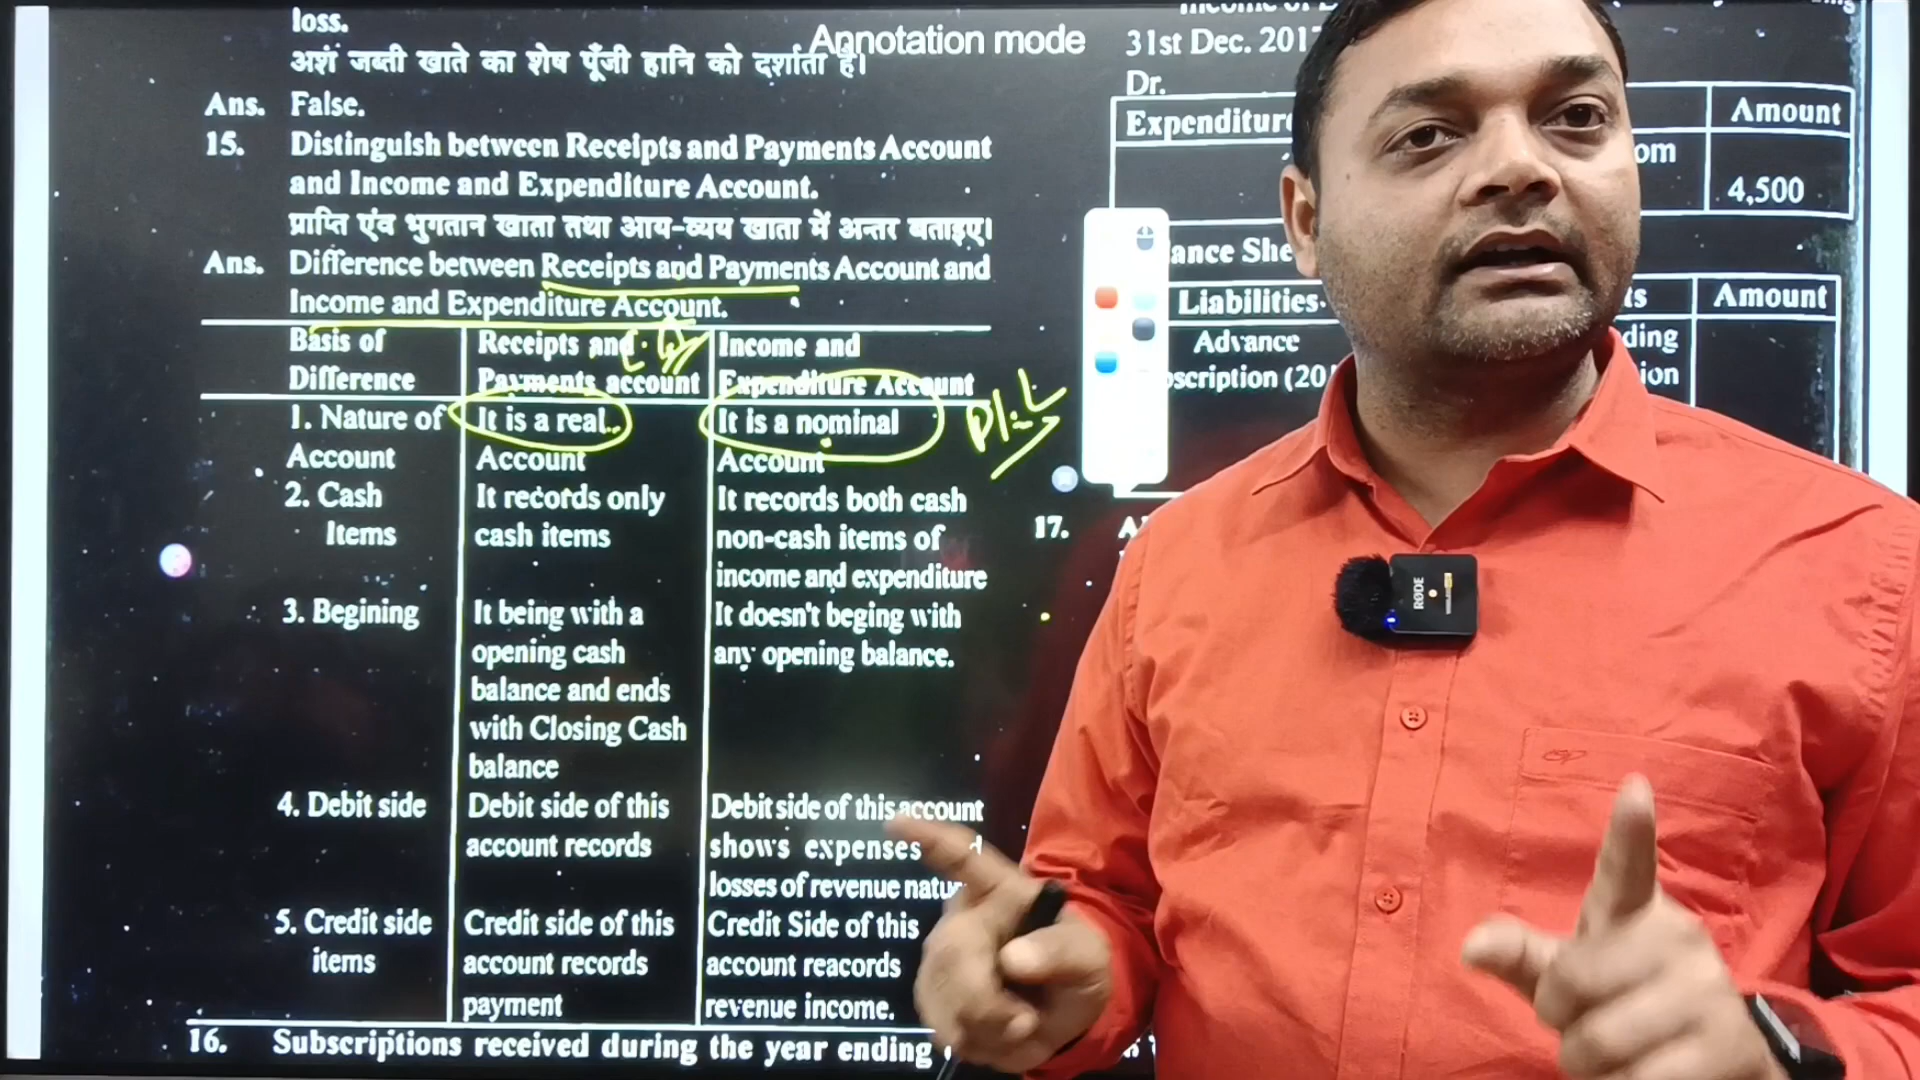 loss.
अशं जब्ती खाते का शेष पूँजी हानि को दर्शाता है।
Annotation mode
Ans. False.
15. Distinguish between Receipts and Payments Account
and Income and Expenditure Account.
प्राप्ति एंव भुगतान खाता तथा आय-व्यय खाता में अन्तर बताइए।
Ans. Difference between Receipts and Payments Account and
Income and Expenditure Account.
Basis of Receipts and Income and
Difference Payments account Expenditure Account
1. Nature of It is a real.. It is a nominal
Account Account Account
2. Cash It records only It records both cash
Items cash items non-cash items of
income and expenditure
3. Begining It being with a It doesn't beging with
opening cash any opening balance.
balance and ends
with Closing Cash
balance
4. Debit side Debit side of this Debit side of this account
account records shows expenses
losses of revenue
5. Credit side Credit side of this Credit Side of this
items account records account reacords
payment revenue income.
16. Subscriptions received during the year ending
31st Dec. 2017
Dr.
Expenditure Amount
4,500
Liabilities Amount
Advance
17.
RØDE